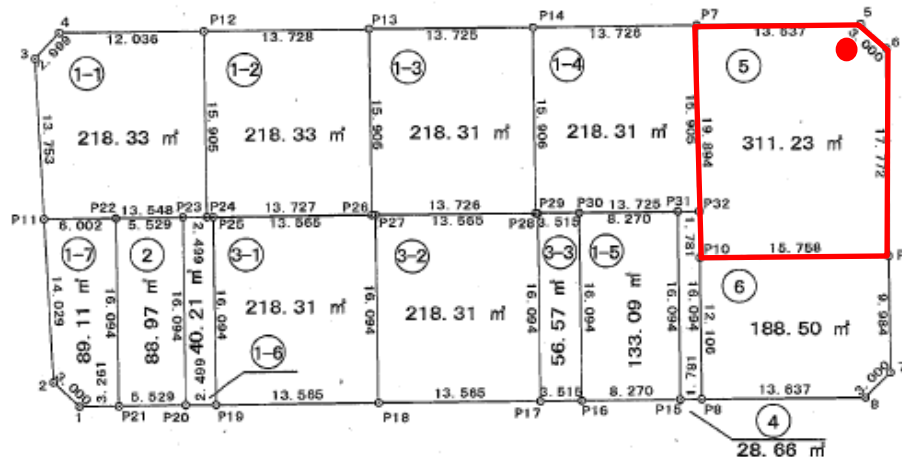 4 P12 P13 P14 P7 5
12.036 13.728 13.725 13.726 13.637
3 2.999 3.000 6
1-1 1-2 1-3 1-4 5
13.753 15.905 15.906 15.906 15.905 19.894 17.772
218.33 ㎡ 218.33 ㎡ 218.31 ㎡ 218.31 ㎡ 311.23 ㎡
P22 13.548 P23 P24 13.727 P26 13.726 P29 P30 13.725 P31 P32
P11 6.002 5.529 2.499 P25 13.565 P27 13.565 P28 3.515 8.270 1.781 P10 15.758 P
1-7 2 3-1 3-2 3-3 1-5 6
14.029 89.11 ㎡ 16.094 88.97 ㎡ 16.094 40.21 ㎡ 16.094 218.31 ㎡ 16.094 218.31 ㎡ 16.094 56.57 ㎡ 16.094 133.09 ㎡ 16.094 12.106 188.50 ㎡ 9.984
1-6
2 3.000 3.261 5.529 2.499 13.565 13.565 3.515 8.270 1.781 13.637 3.000 7
1 P21 P20 P19 P18 P17 P16 P15 P8 8
4
28.66 ㎡